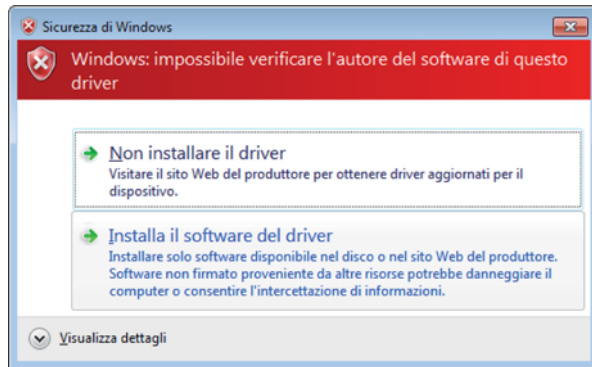 Sicurezza di Windows
Windows: impossibile verificare l'autore del software di questo
driver
Non installare il driver
Visitare il sito Web del produttore per ottenere driver aggiornati per il
dispositivo.
Installa il software del driver
Installare solo software disponibile nel disco o nel sito Web del produttore.
Software non firmato proveniente da altre risorse potrebbe danneggiare il
computer o consentire l'intercettazione di informazioni.
Visualizza dettagli